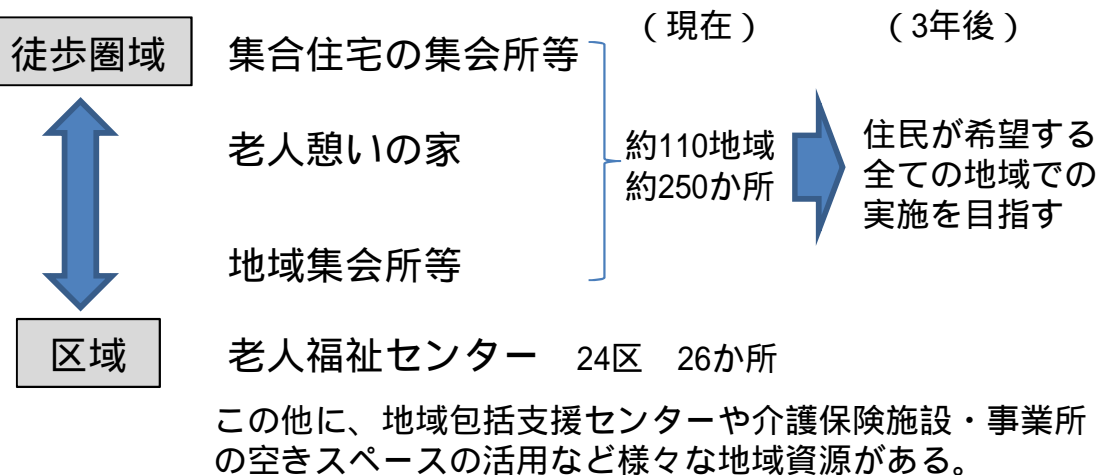 （現在）
（3年後）
徒歩圏域
集合住宅の集会所等
老人憩いの家
地域集会所等
約110地域
約250か所
住民が希望する
全ての地域での
実施を目指す
区域
老人福祉センター 24区 26か所
この他に、地域包括支援センターや介護保険施設・事業所
の空きスペースの活用など様々な地域資源がある。